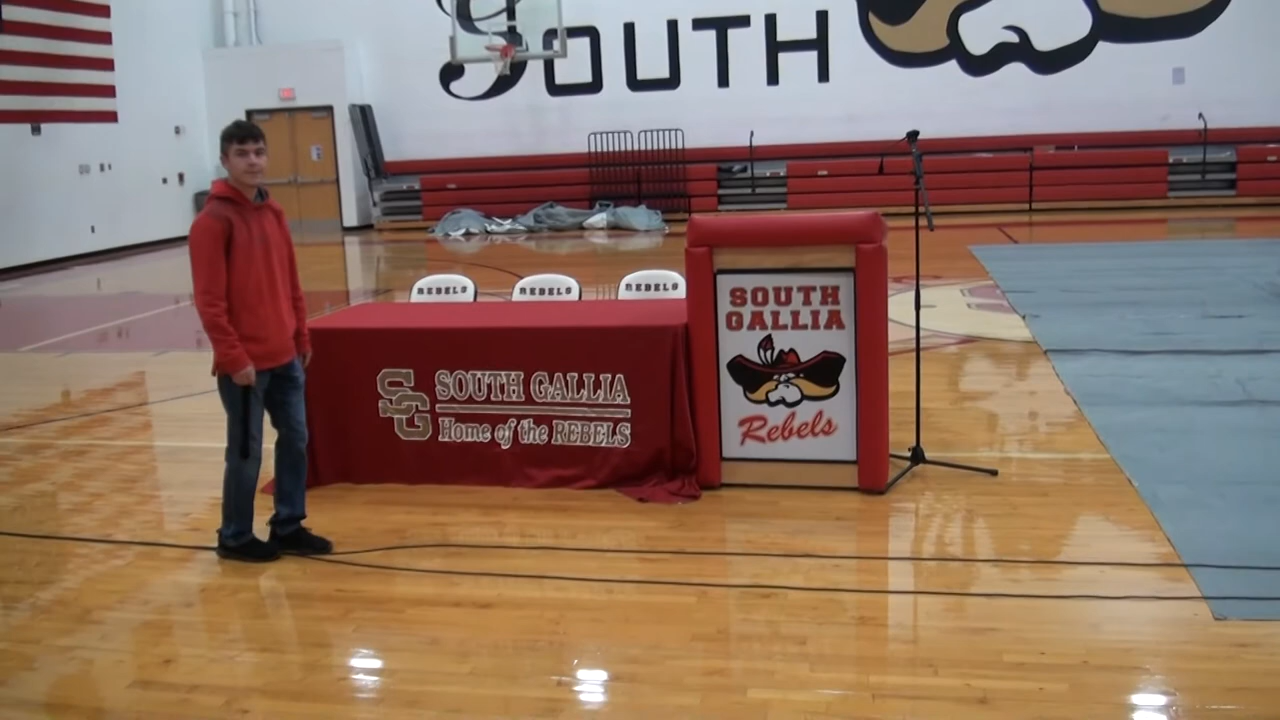 SOUTH
REBELS
REBELS
REBELS
SOUTH
GALLIA
Rebels
SG
SOUTH GALLIA
Home of the REBELS